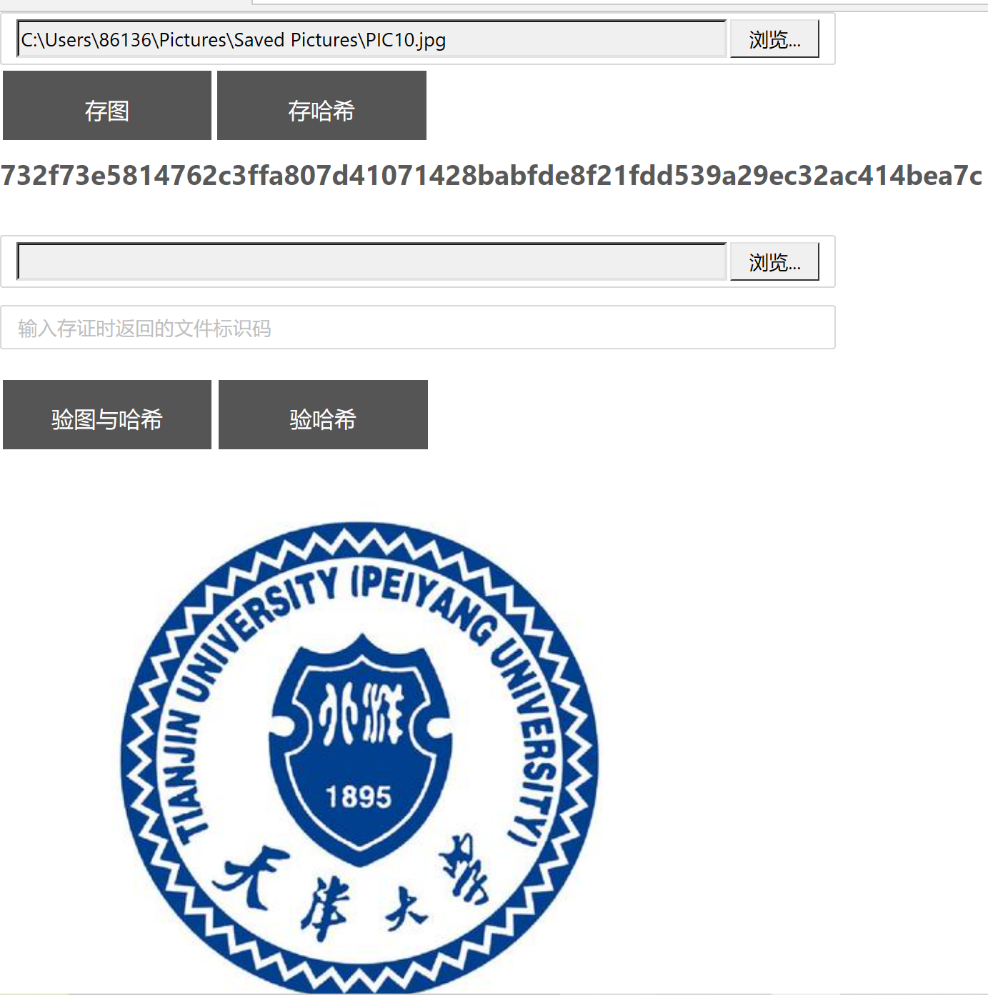 C:\Users\86136\Pictures\Saved Pictures\PIC10.jpg 浏览...
存图 存哈希
732f73e5814762c3ffa807d41071428babfde8f21fdd539a29ec32ac414bea7c
浏览...
输入存证时返回的文件标识码
验图与哈希 验哈希
TIANJIN UNIVERSITY (PEIYANG UNIVERSITY)
北洋
1895
天津大学